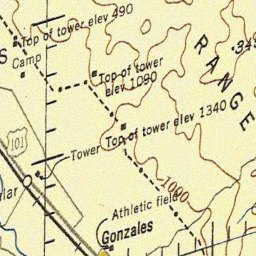 Top of tower elev 490
S
Camp
Top of tower
elev 1090
RANGE
Top of tower elev 1340
101
Tower
1000
Athletic field
Gonzales